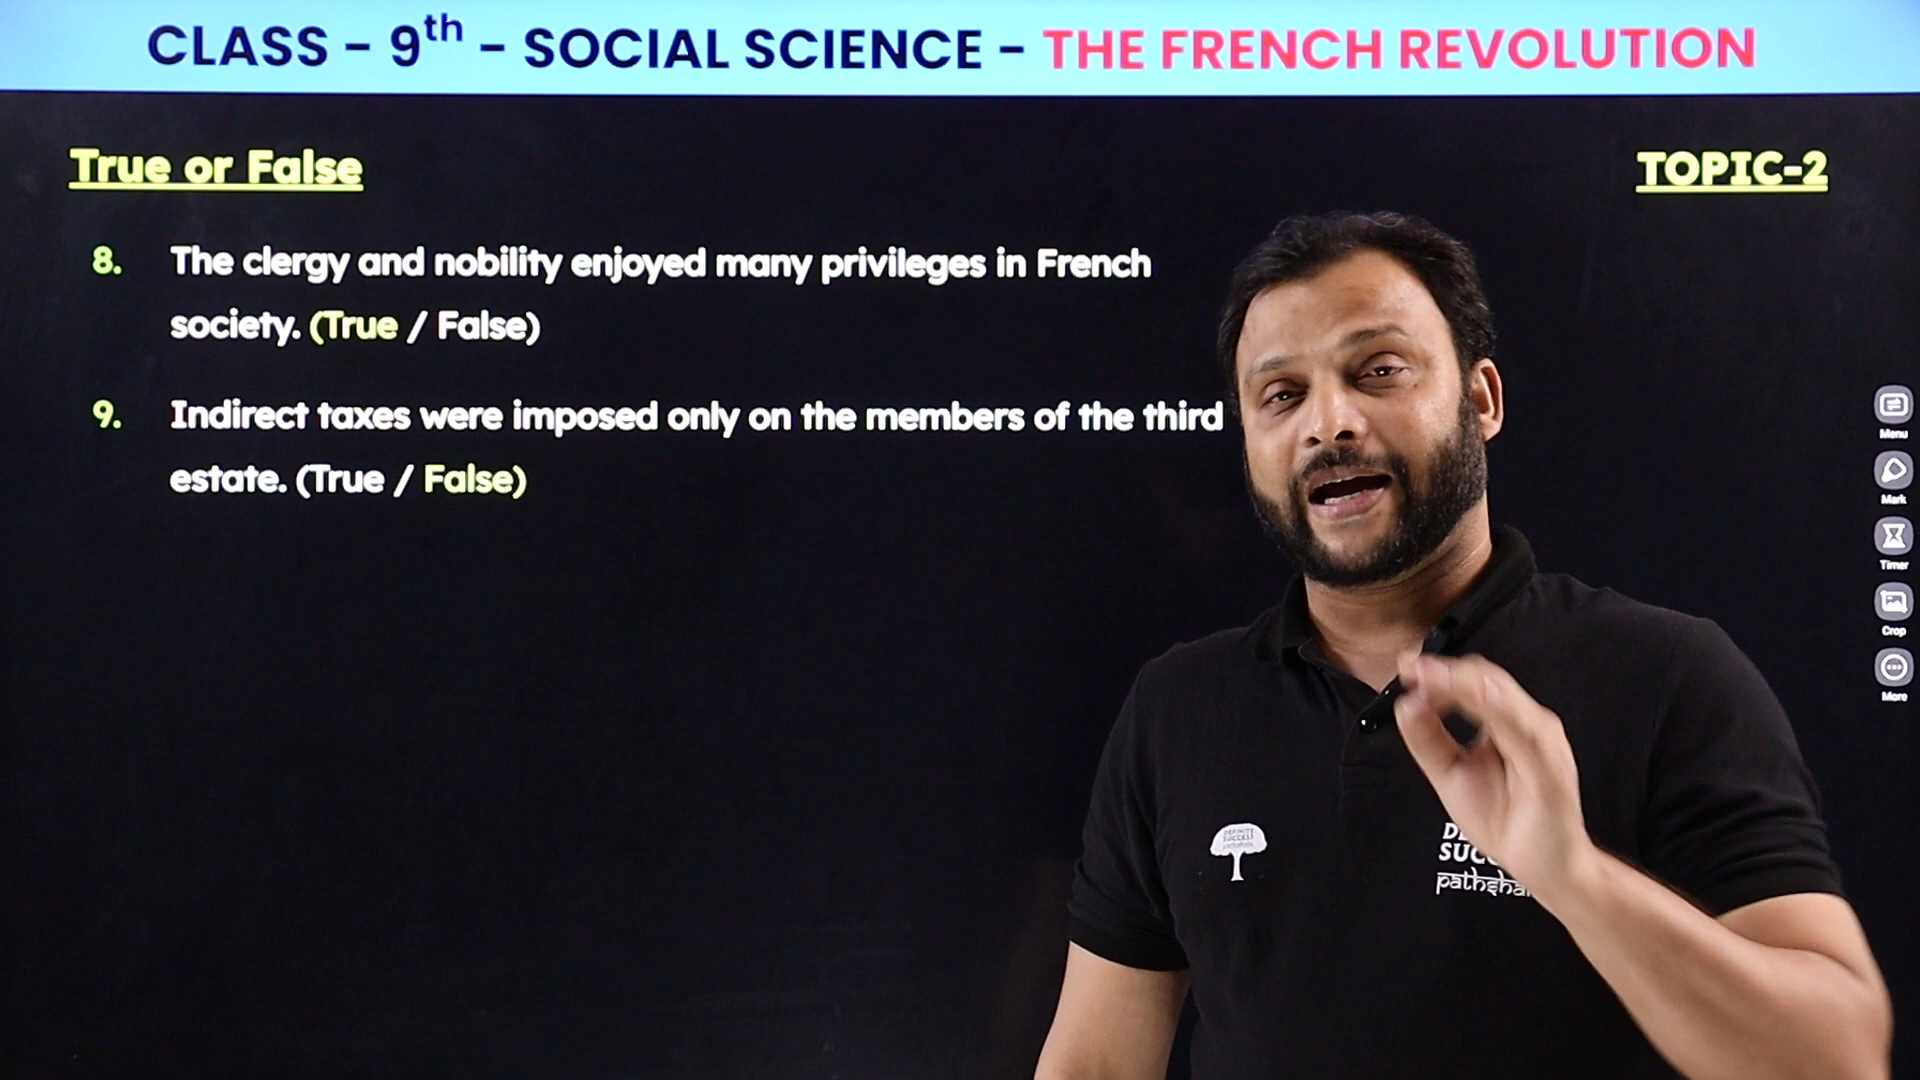 CLASS – 9th – SOCIAL SCIENCE – THE FRENCH REVOLUTION
True or False
TOPIC-2
8. The clergy and nobility enjoyed many privileges in French
society. (True / False)
9. Indirect taxes were imposed only on the members of the third
estate. (True / False)
Menu
Mark
Timer
Crop
More
DEFINITE
SUCCESS